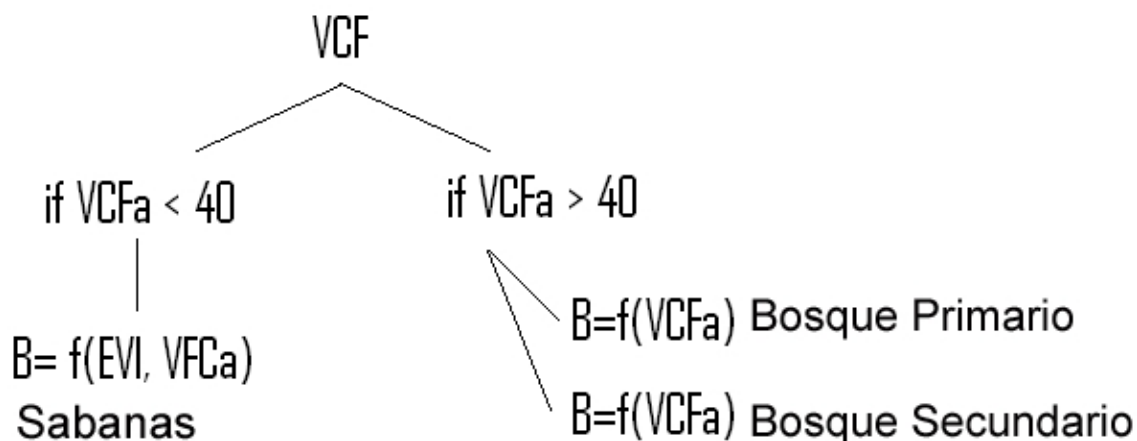 VCF
if VCFa < 40
if VCFa > 40
B=f(VCFa) Bosque Primario
B= f(EVI, VFCa)
Sabanas
B=f(VCFa) Bosque Secundario